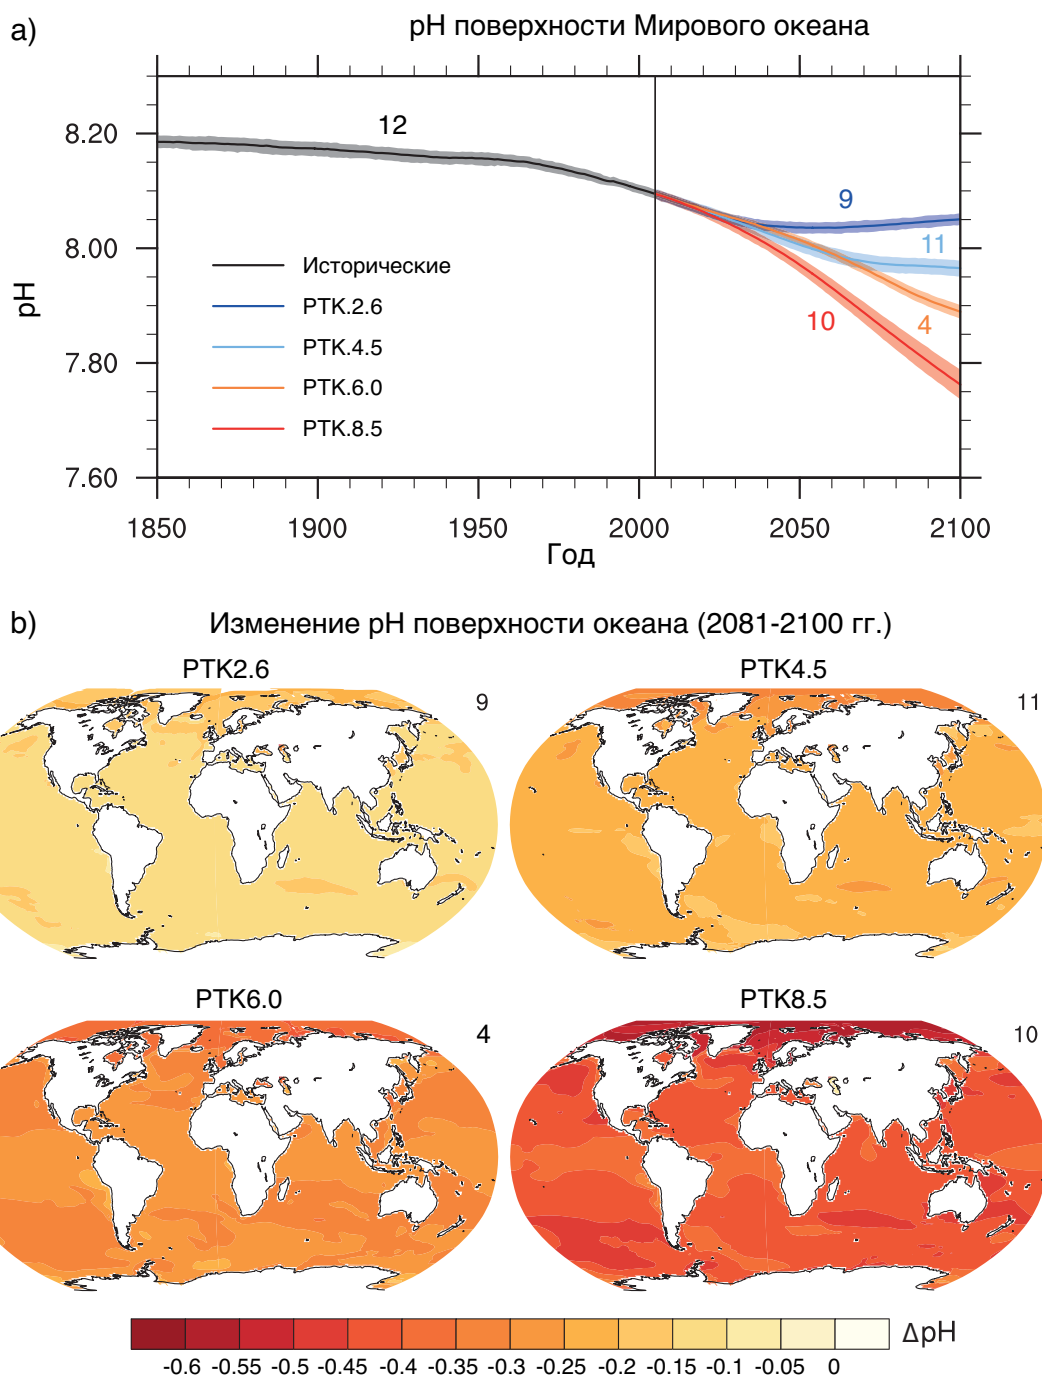 a)
pH поверхности Мирового океана
8.20
8.00
7.80
7.60
pH
12
9
11
10
4
Исторические
РТК.2.6
РТК.4.5
РТК.6.0
РТК.8.5
1850 1900 1950 2000 2050 2100
Год
b)
Изменение pH поверхности океана (2081-2100 гг.)
РТК2.6
9
РТК4.5
11
РТК6.0
4
РТК8.5
10
-0.6 -0.55 -0.5 -0.45 -0.4 -0.35 -0.3 -0.25 -0.2 -0.15 -0.1 -0.05 0
ΔpH